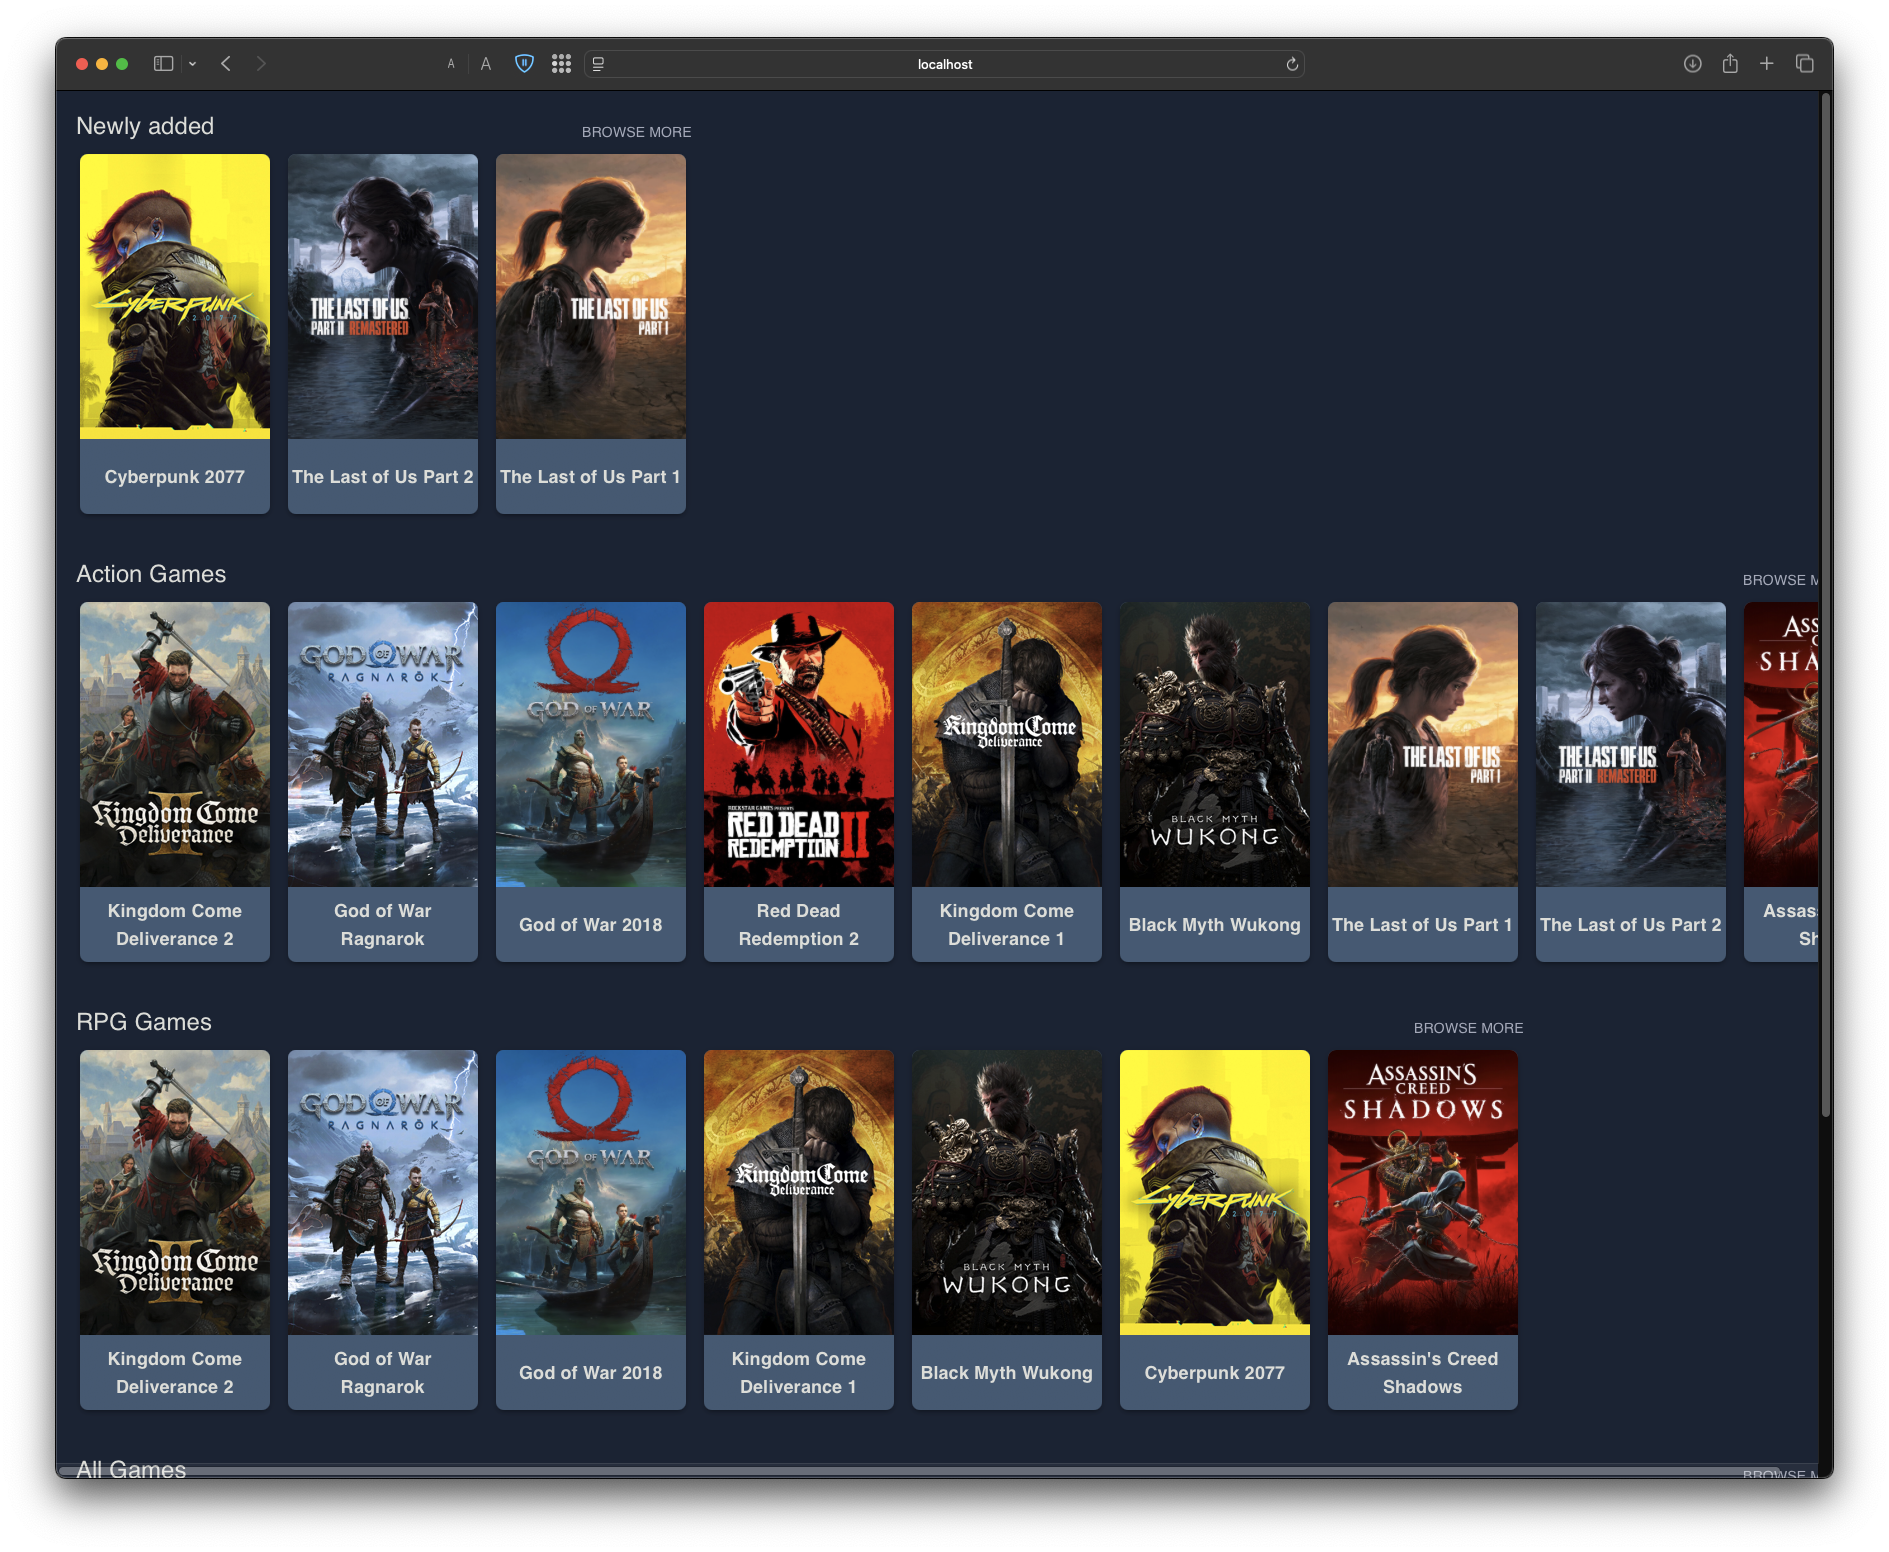 localhost
Newly added
BROWSE MORE
CYBERPUNK
2077
THE LAST OF US
PART II REMASTERED
THE LAST OF US
PART I
Cyberpunk 2077
The Last of Us Part 2
The Last of Us Part 1
Action Games
BROWSE M
Kingdom Come
II
Deliverance
GOD OF WAR
RAGNARÖK
GOD OF WAR
ROCKSTAR GAMES PRESENTS
RED DEAD
REDEMPTION II
Kingdom Come
Deliverance
BLACK MYTH
WUKONG
THE LAST OF US
PART I
THE LAST OF US
PART II REMASTERED
ASS
SHA
Kingdom Come
Deliverance 2
God of War
Ragnarok
God of War 2018
Red Dead
Redemption 2
Kingdom Come
Deliverance 1
Black Myth Wukong
The Last of Us Part 1
The Last of Us Part 2
Assas
Sh
RPG Games
BROWSE MORE
Kingdom Come
II
Deliverance
GOD OF WAR
RAGNARÖK
GOD OF WAR
Kingdom Come
Deliverance
BLACK MYTH
WUKONG
CYBERPUNK
2077
ASSASSIN'S
CREED
SHADOWS
Kingdom Come
Deliverance 2
God of War
Ragnarok
God of War 2018
Kingdom Come
Deliverance 1
Black Myth Wukong
Cyberpunk 2077
Assassin's Creed
Shadows
All Games
BROWSE M